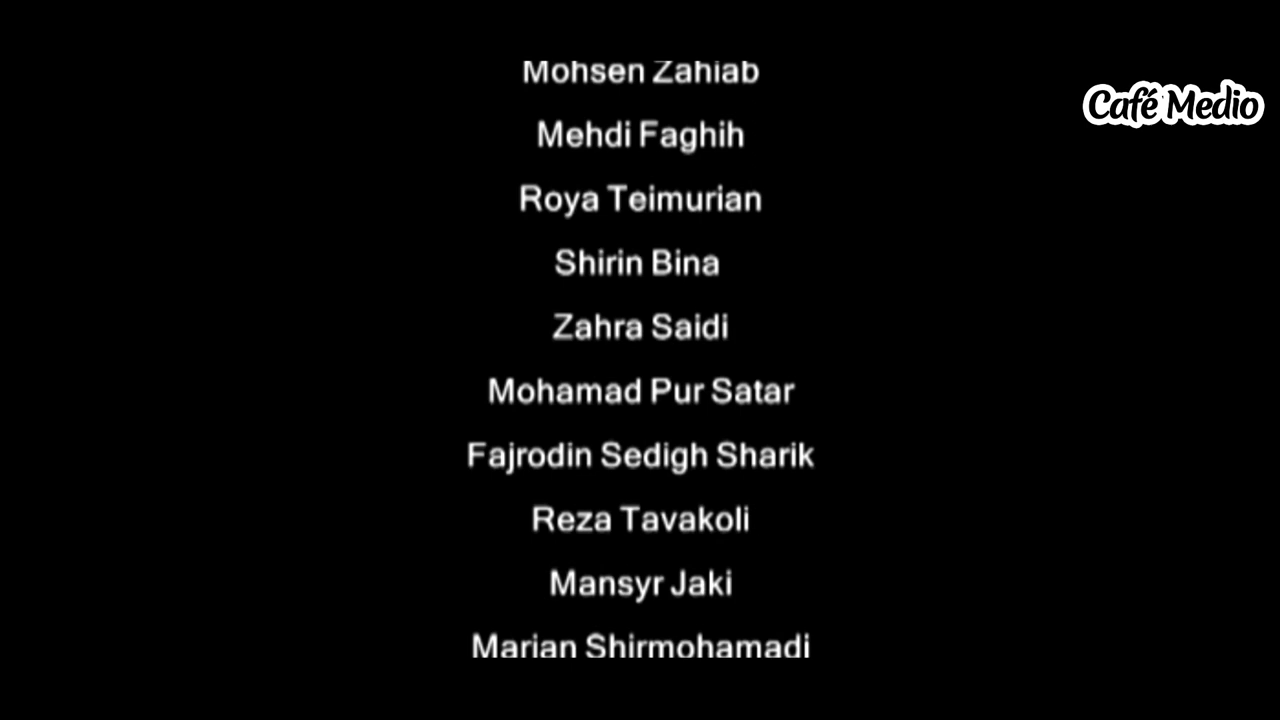 Mohsen Zahiab
Café Medio
Mehdi Faghih
Roya Teimurian
Shirin Bina
Zahra Saidi
Mohamad Pur Satar
Fajrodin Sedigh Sharik
Reza Tavakoli
Mansyr Jaki
Marian Shirmohamadi